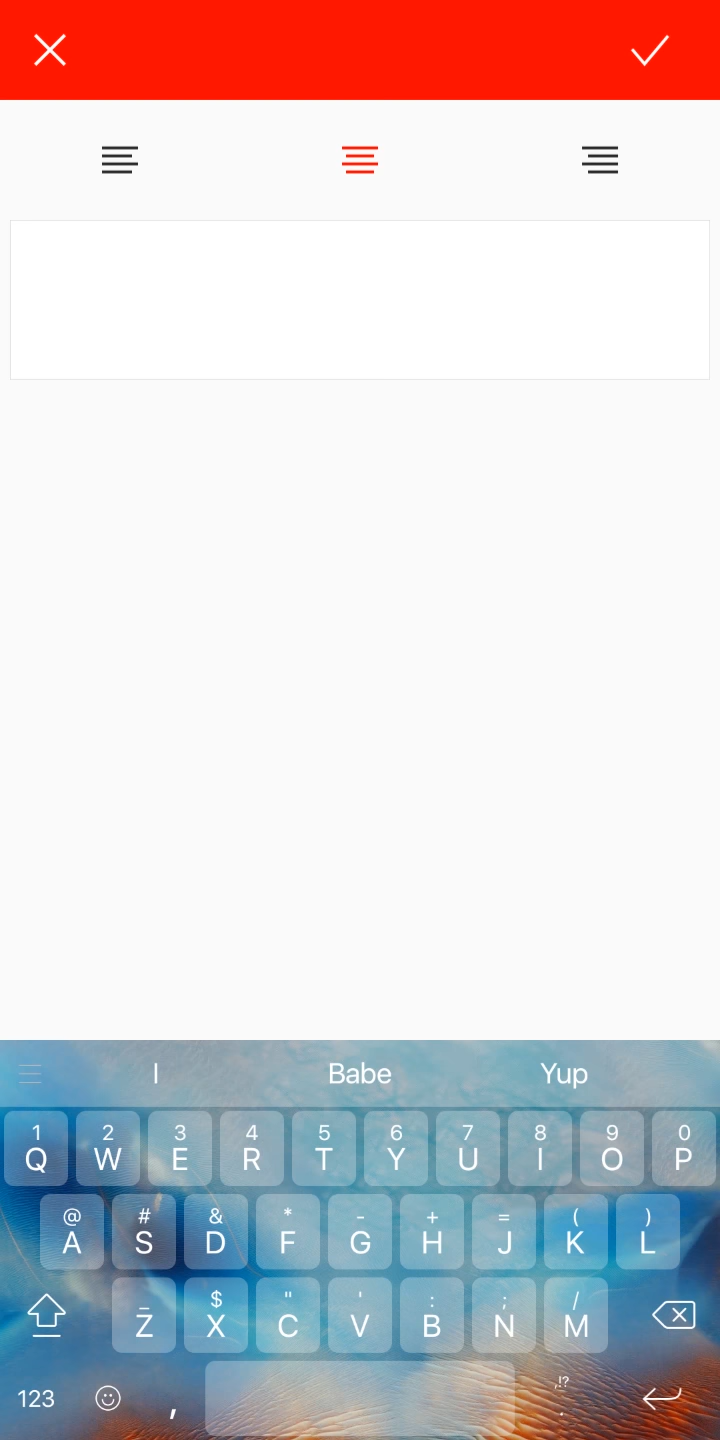 I Babe Yup
1 2 3 4 5 6 7 8 9 0
Q W E R T Y U I O P
@ # & * - + = ( )
A S D F G H J K L
_ $ " ' : ; /
Z X C V B N M
,!?
123 , .